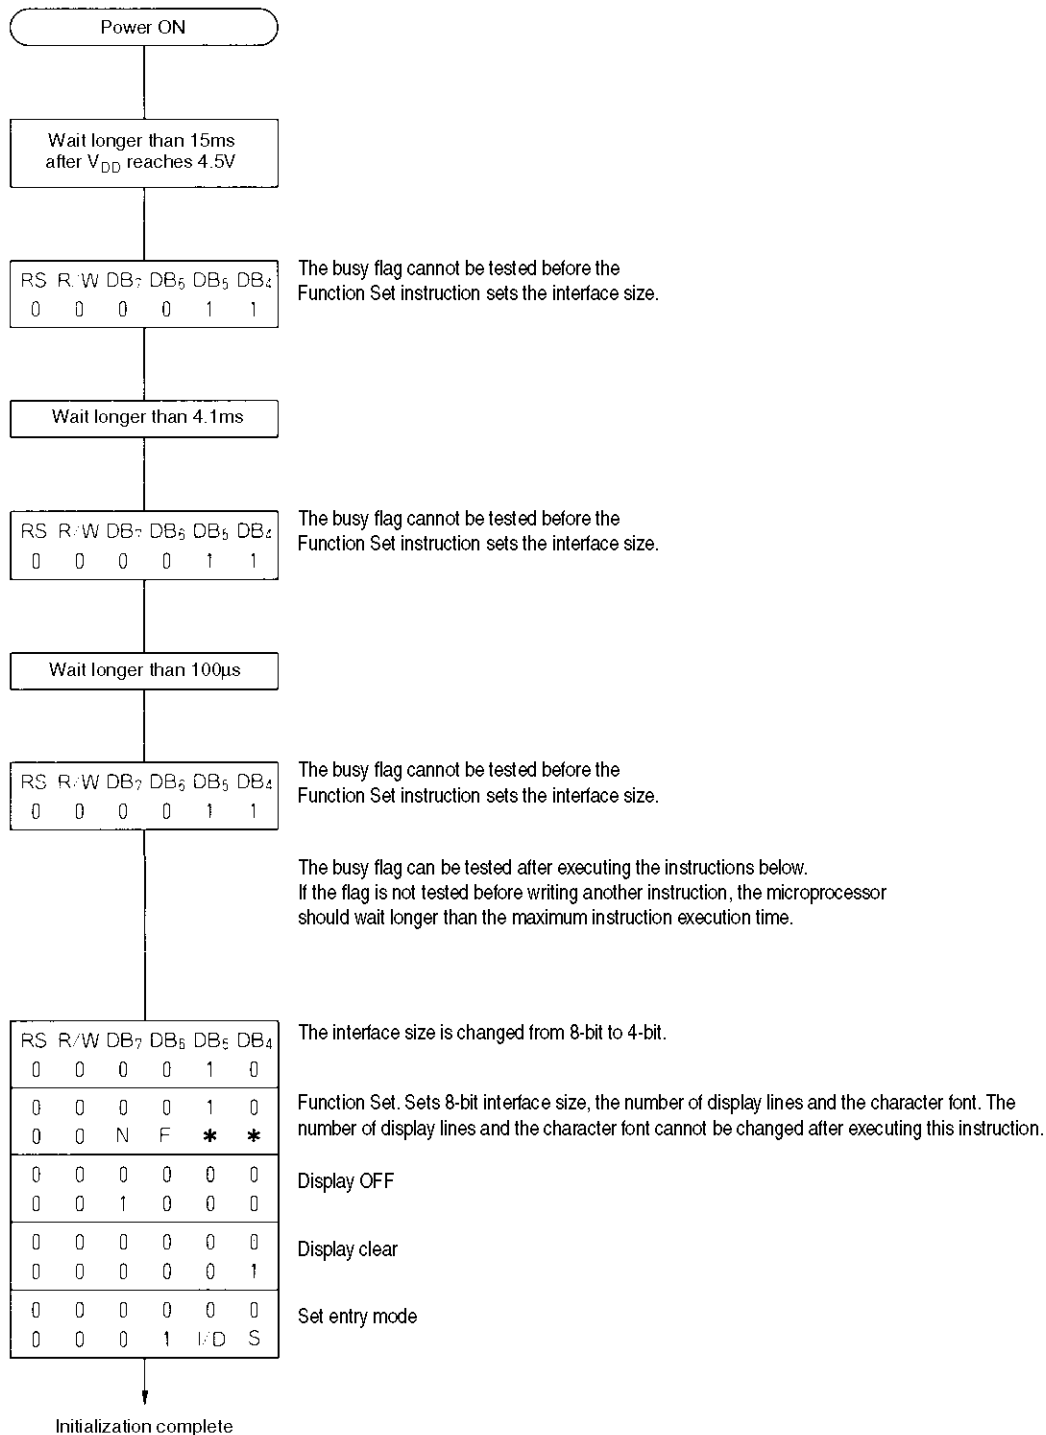 Power ON
Wait longer than 15ms
after VDD reaches 4.5V
RS R/W DB7 DB6 DB5 DB4
0 0 0 0 1 1
The busy flag cannot be tested before the
Function Set instruction sets the interface size.
Wait longer than 4.1ms
RS R/W DB7 DB6 DB5 DB4
0 0 0 0 1 1
The busy flag cannot be tested before the
Function Set instruction sets the interface size.
Wait longer than 100µs
RS R/W DB7 DB6 DB5 DB4
0 0 0 0 1 1
The busy flag cannot be tested before the
Function Set instruction sets the interface size.
The busy flag can be tested after executing the instructions below.
If the flag is not tested before writing another instruction, the microprocessor
should wait longer than the maximum instruction execution time.
RS R/W DB7 DB6 DB5 DB4
0 0 0 0 1 0
The interface size is changed from 8-bit to 4-bit.
0 0 0 0 1 0
0 0 N F * *
Function Set. Sets 8-bit interface size, the number of display lines and the character font. The
number of display lines and the character font cannot be changed after executing this instruction.
0 0 0 0 0 0
0 0 1 0 0 0
Display OFF
0 0 0 0 0 0
0 0 0 0 0 1
Display clear
0 0 0 0 0 0
0 0 0 1 I/D S
Set entry mode
Initialization complete